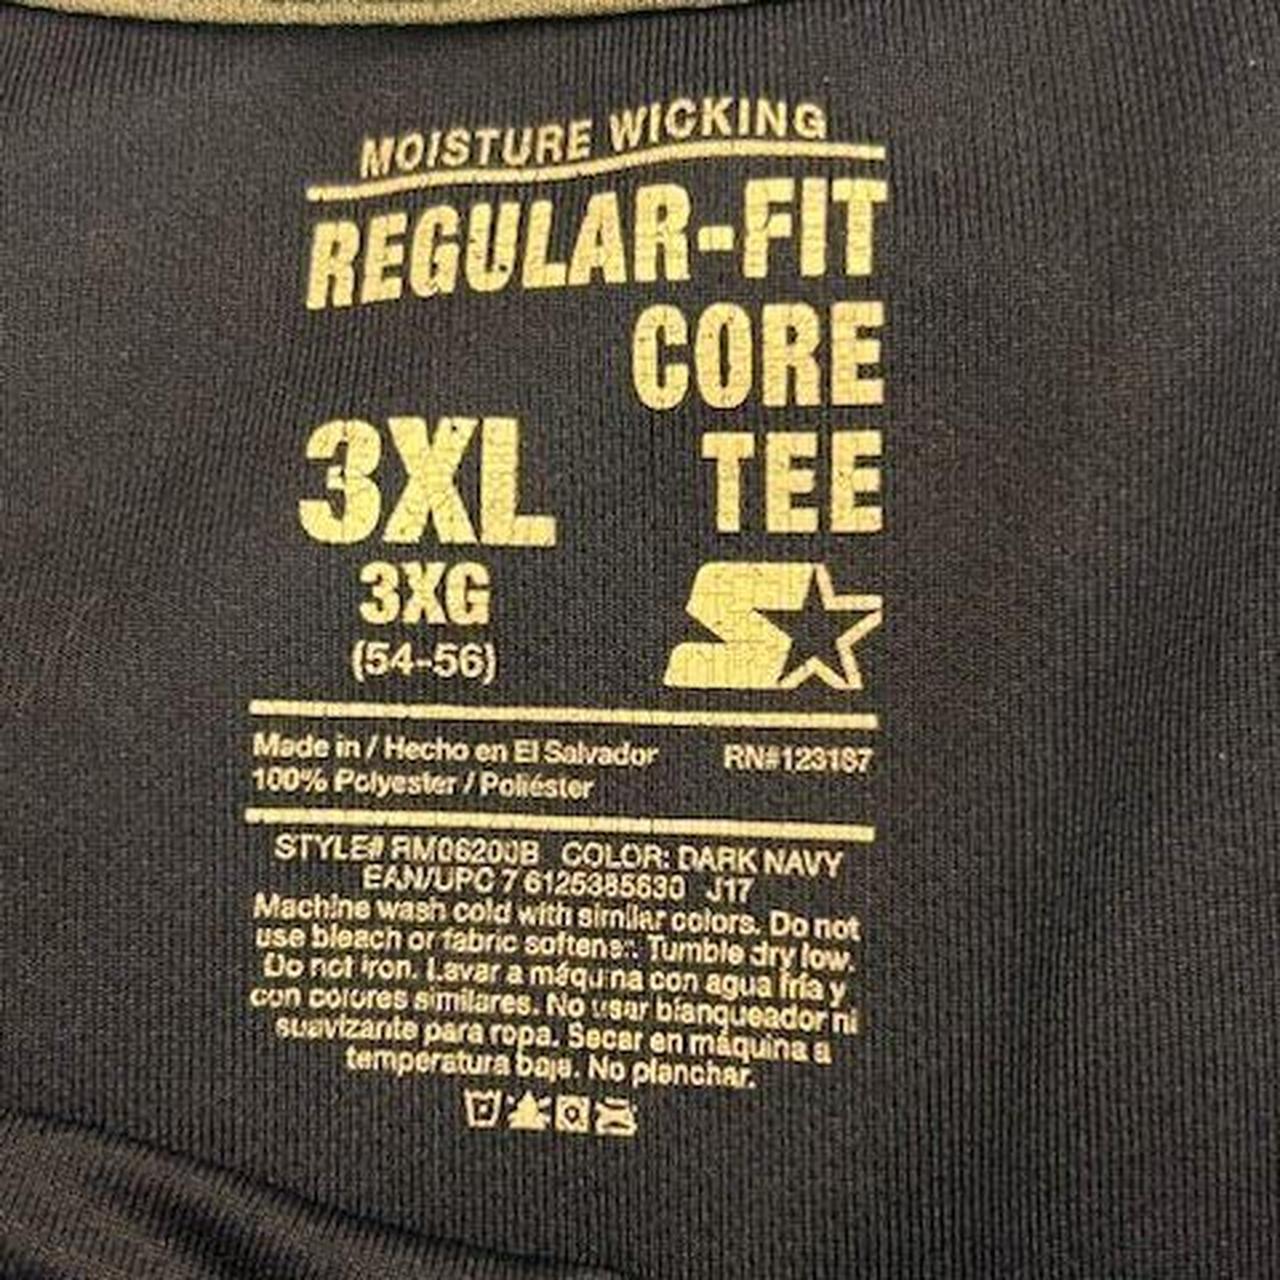 MOISTURE WICKING
REGULAR-FIT
CORE
TEE
3XL
3XG
(54-56)
Made in / Hecho en El Salvador RN#123187
100% Polyester / Poliéster
STYLE# RM06200B COLOR: DARK NAVY
EAN/UPC 7 6125385630 J17
Machine wash cold with similar colors. Do not
use bleach or fabric softener. Tumble dry low.
Do not iron. Lavar a máquina con agua fría y
con colores similares. No usar blanqueador ni
suavizante para ropa. Secar en máquina a
temperatura baja. No planchar.